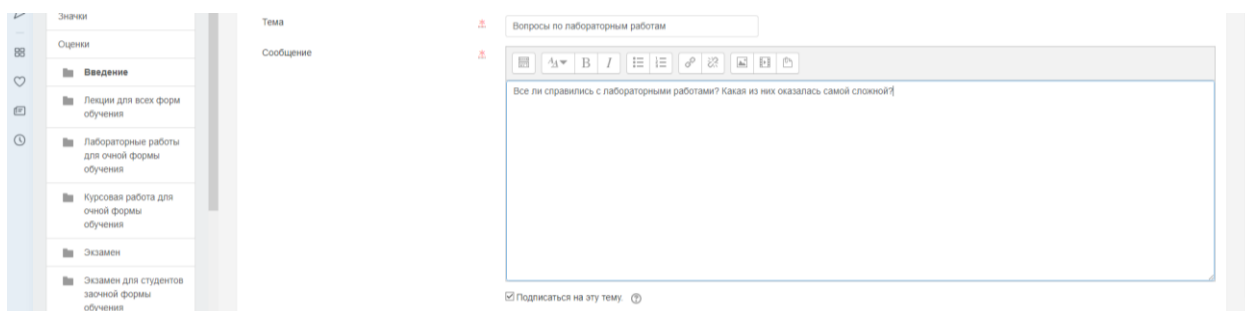 Значки
Оценки
Введение
Лекции для всех форм
обучения
Лабораторные работы
для очной формы
обучения
Курсовая работа для
очной формы
обучения
Экзамен
Экзамен для студентов
заочной формы
обучения
Тема
Вопросы по лабораторным работам
Сообщение
Все ли справились с лабораторными работами? Какая из них оказалась самой сложной?
Подписаться на эту тему.